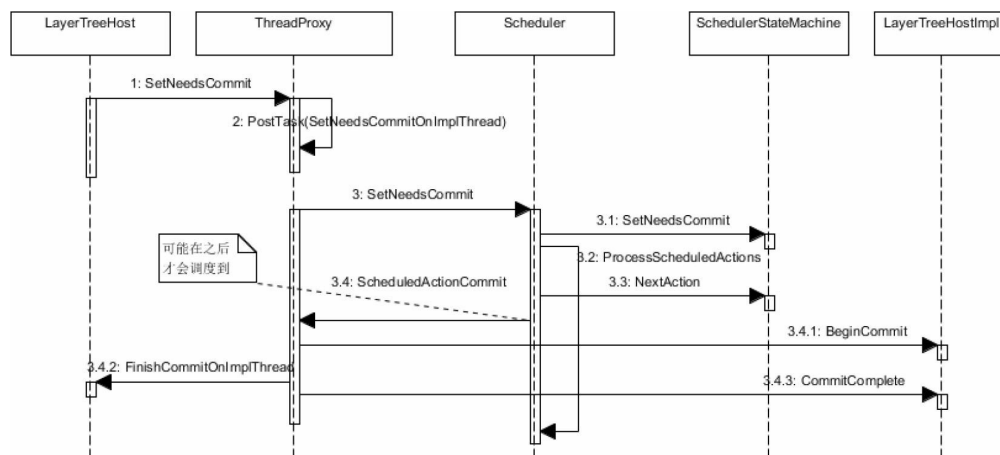 LayerTreeHost
ThreadProxy
Scheduler
SchedulerStateMachine
LayerTreeHostImpl
1: SetNeedsCommit
2: PostTask(SetNeedsCommitOnImplThread)
3: SetNeedsCommit
3.1: SetNeedsCommit
可能在之后
才会调度到
3.2: ProcessScheduledActions
3.4: ScheduledActionCommit
3.3: NextAction
3.4.1: BeginCommit
3.4.2: FinishCommitOnImplThread
3.4.3: CommitComplete